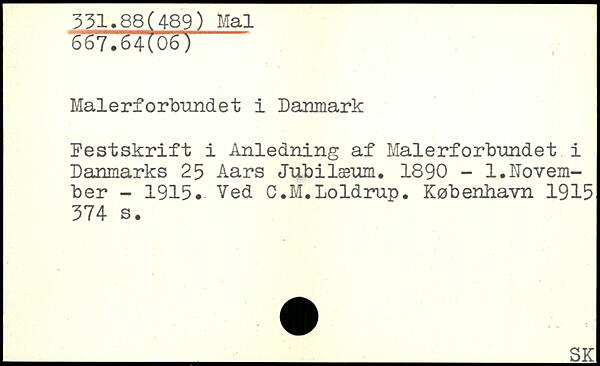 331.88(489) Mal
667.64(06)
Malerforbundet i Danmark
Festskrift i Anledning af Malerforbundet i
Danmarks 25 Aars Jubilæum. 1890 - 1.Novem-
ber - 1915. Ved C.M.Loldrup. København 1915
374 s.
SK